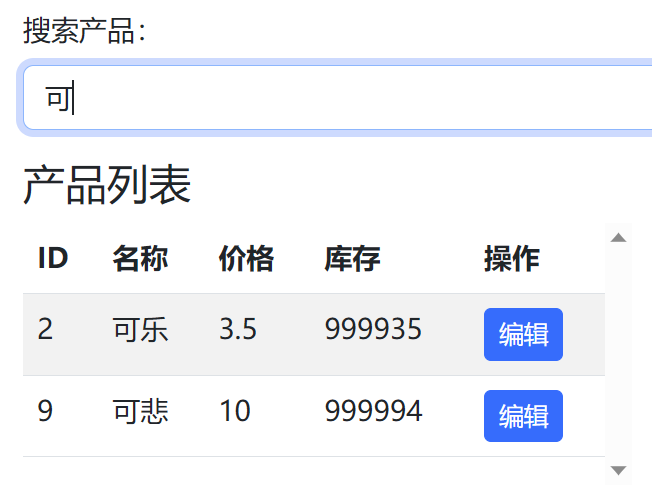 搜索产品：
可
产品列表
ID 名称 价格 库存 操作
2 可乐 3.5 999935 编辑
9 可悲 10 999994 编辑